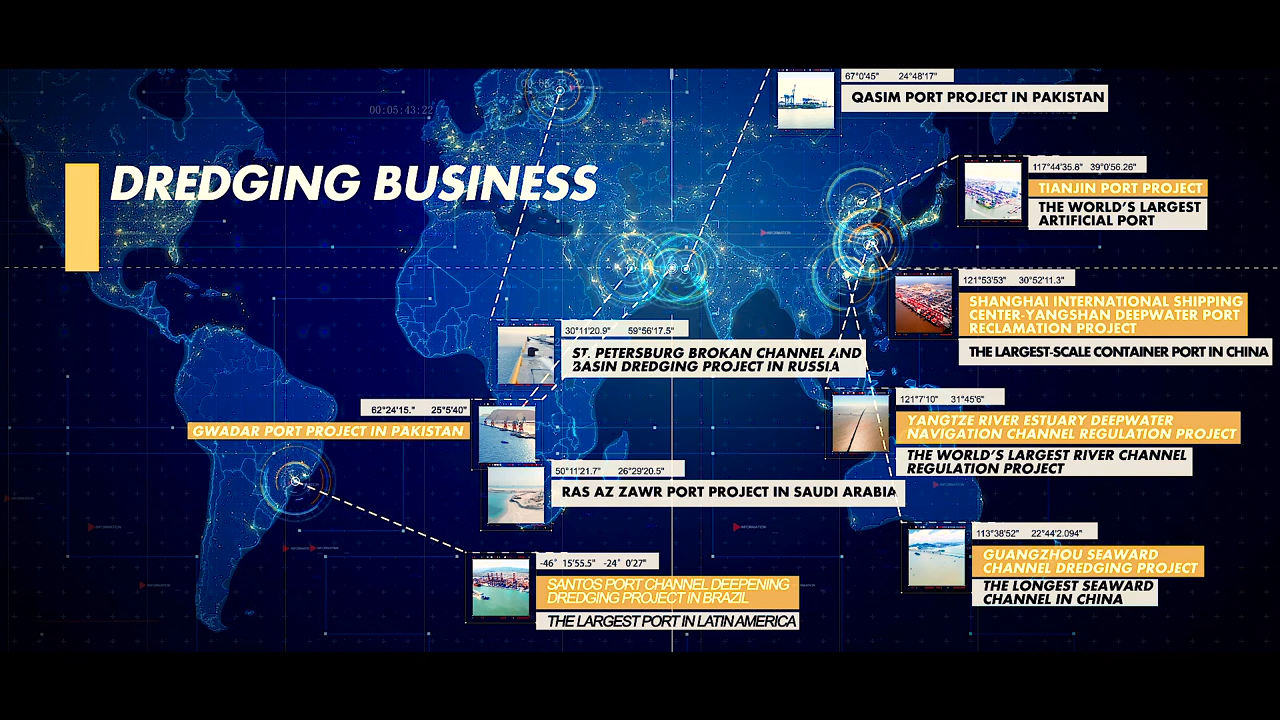 67°0'45" 24°48'17"
QASIM PORT PROJECT IN PAKISTAN
00:05:43:22
DREDGING BUSINESS
117°44'35.8" 39°0'56.26"
TIANJIN PORT PROJECT
THE WORLD'S LARGEST
ARTIFICIAL PORT
INFORMATION
121°53'53" 30°52'11.3"
SHANGHAI INTERNATIONAL SHIPPING
CENTER-YANGSHAN DEEPWATER PORT
RECLAMATION PROJECT
THE LARGEST-SCALE CONTAINER PORT IN CHINA
30°11'20.9" 59°56'17.5"
ST. PETERSBURG BROKAN CHANNEL AND
BASIN DREDGING PROJECT IN RUSSIA
62°24'15." 25°5'40"
GWADAR PORT PROJECT IN PAKISTAN
121°7'10" 31°45'6"
YANGTZE RIVER ESTUARY DEEPWATER
NAVIGATION CHANNEL REGULATION PROJECT
THE WORLD'S LARGEST RIVER CHANNEL
REGULATION PROJECT
50°11'21.7" 26°29'20.5"
RAS AZ ZAWR PORT PROJECT IN SAUDI ARABIA
INFORMATION
INFORMATION
INFORMATION
113°38'52" 22°44'2.094"
GUANGZHOU SEAWARD
CHANNEL DREDGING PROJECT
THE LONGEST SEAWARD
CHANNEL IN CHINA
INFORMATION
-46° 15'55.5" -24° 0'27"
SANTOS PORT CHANNEL DEEPENING
DREDGING PROJECT IN BRAZIL
THE LARGEST PORT IN LATIN AMERICA
INFORMATION